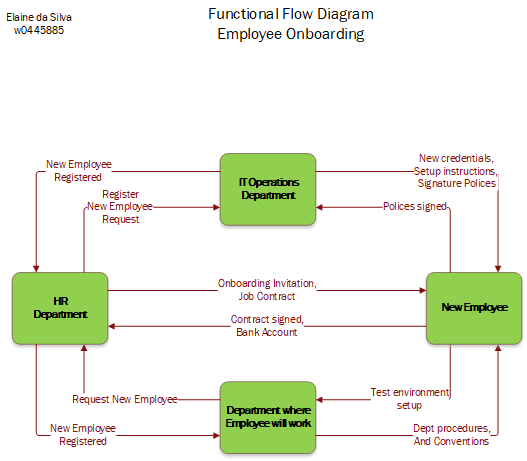 Elaine da Silva
w0445885
Functional Flow Diagram
Employee Onboarding
New Employee
Registered
New credentials,
Setup instructions,
Signature Polices
IT Operations
Department
Register
New Employee
Request
Polices signed
HR
Department
Onboarding Invitation,
Job Contract
New Employee
Contract signed,
Bank Account
Request New Employee
Test environment
setup
Department where
Employee will work
New Employee
Registered
Dept procedures,
And Conventions